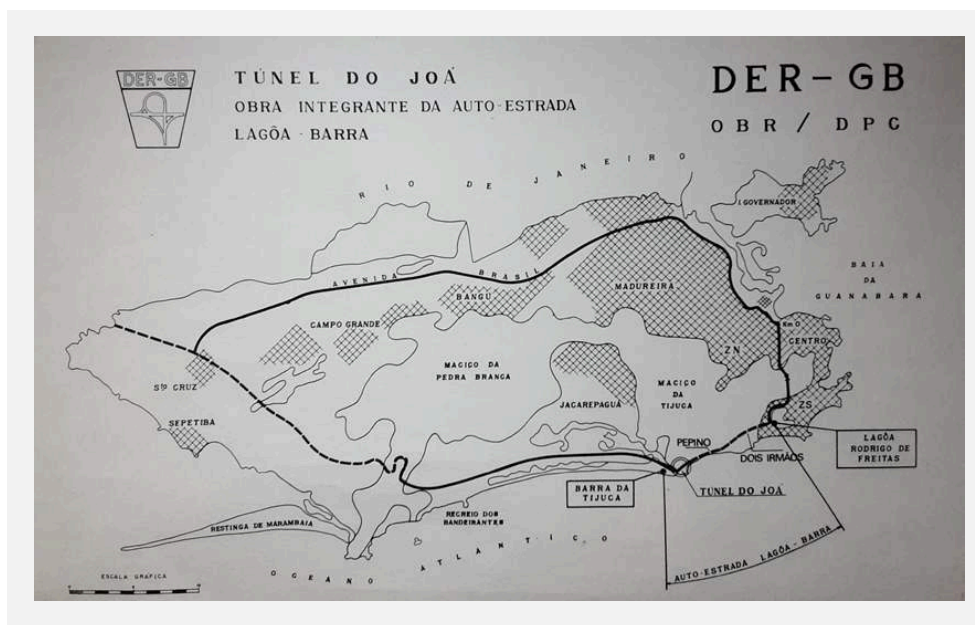 DER-GB
TÚNEL DO JOÁ
OBRA INTEGRANTE DA AUTO-ESTRADA
LAGÔA - BARRA
DER-GB
OBR / DPC
RIO DE JANEIRO
I GOVERNADOR
BAIA
DA
GUANABARA
AVENIDA BRASIL
MADUREIRA
BANGU
CAMPO GRANDE
Km O
CENTRO
ZN
MACIÇO DA
PEDRA BRANCA
MACIÇO
DA
TIJUCA
STO CRUZ
JACAREPAGUÁ
ZS
SEPETIBA
PEPINO
DOIS IRMÃOS
LAGÔA
RODRIGO DE
FREITAS
BARRA DA
TIJUCA
TÚNEL DO JOÁ
RECREIO DOS
BANDEIRANTES
RESTINGA DE MARAMBAIA
OCEANO ATLÂNTICO
AUTO-ESTRADA LAGÔA-BARRA
ESCALA GRÁFICA